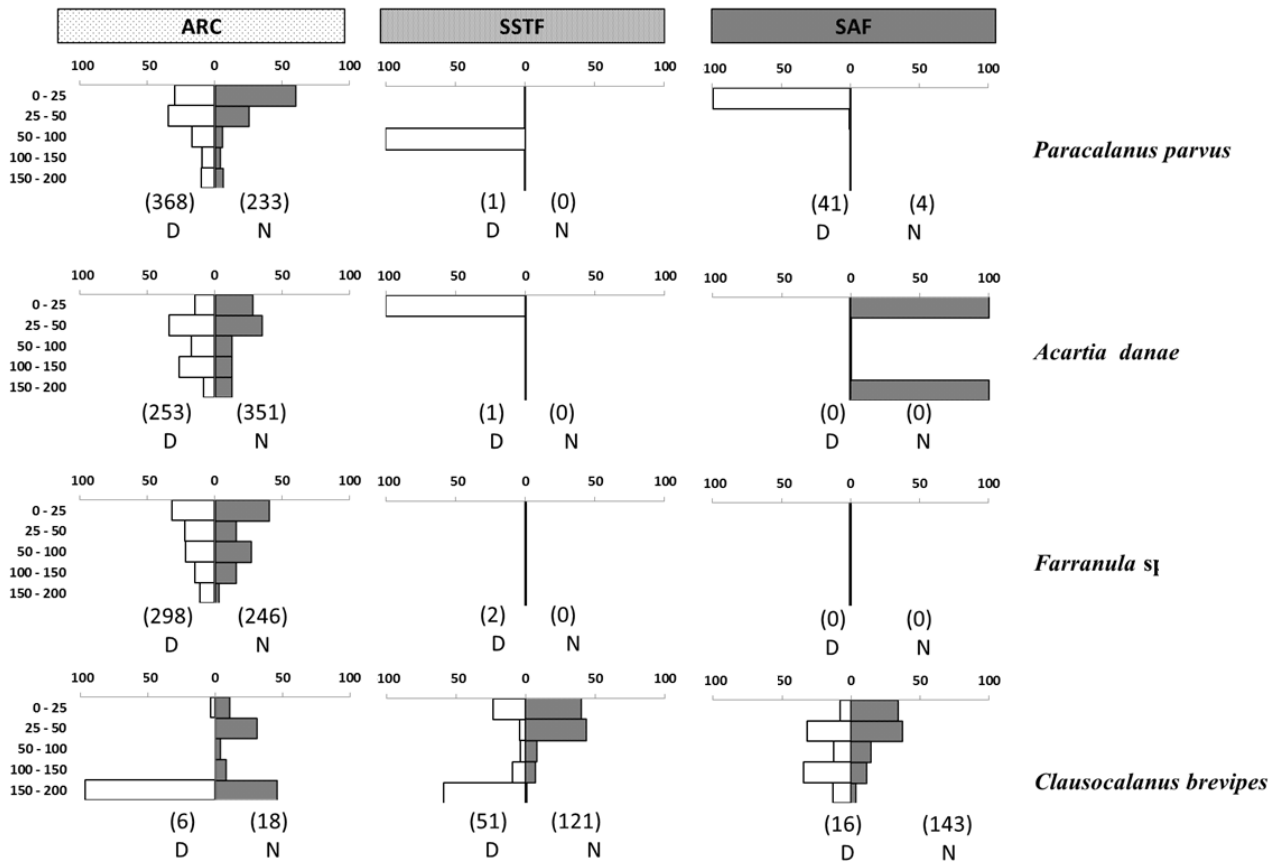 ARC SSTF SAF
100 50 0 50 100 100 50 0 50 100 100 50 0 50 100
0 - 25
25 - 50
50 - 100
100 - 150
150 - 200
Paracalanus parvus
(368) (233) (1) (0) (41) (4)
D N D N D N
100 50 0 50 100 100 50 0 50 100 100 50 0 50 100
0 - 25
25 - 50
50 - 100
100 - 150
150 - 200
Acartia danae
(253) (351) (1) (0) (0) (0)
D N D N D N
100 50 0 50 100 100 50 0 50 100 100 50 0 50 100
0 - 25
25 - 50
50 - 100
100 - 150
150 - 200
Farranula sp
(298) (246) (2) (0) (0) (0)
D N D N D N
100 50 0 50 100 100 50 0 50 100 100 50 0 50 100
0 - 25
25 - 50
50 - 100
100 - 150
150 - 200
Clausocalanus brevipes
(6) (18) (51) (121) (16) (143)
D N D N D N